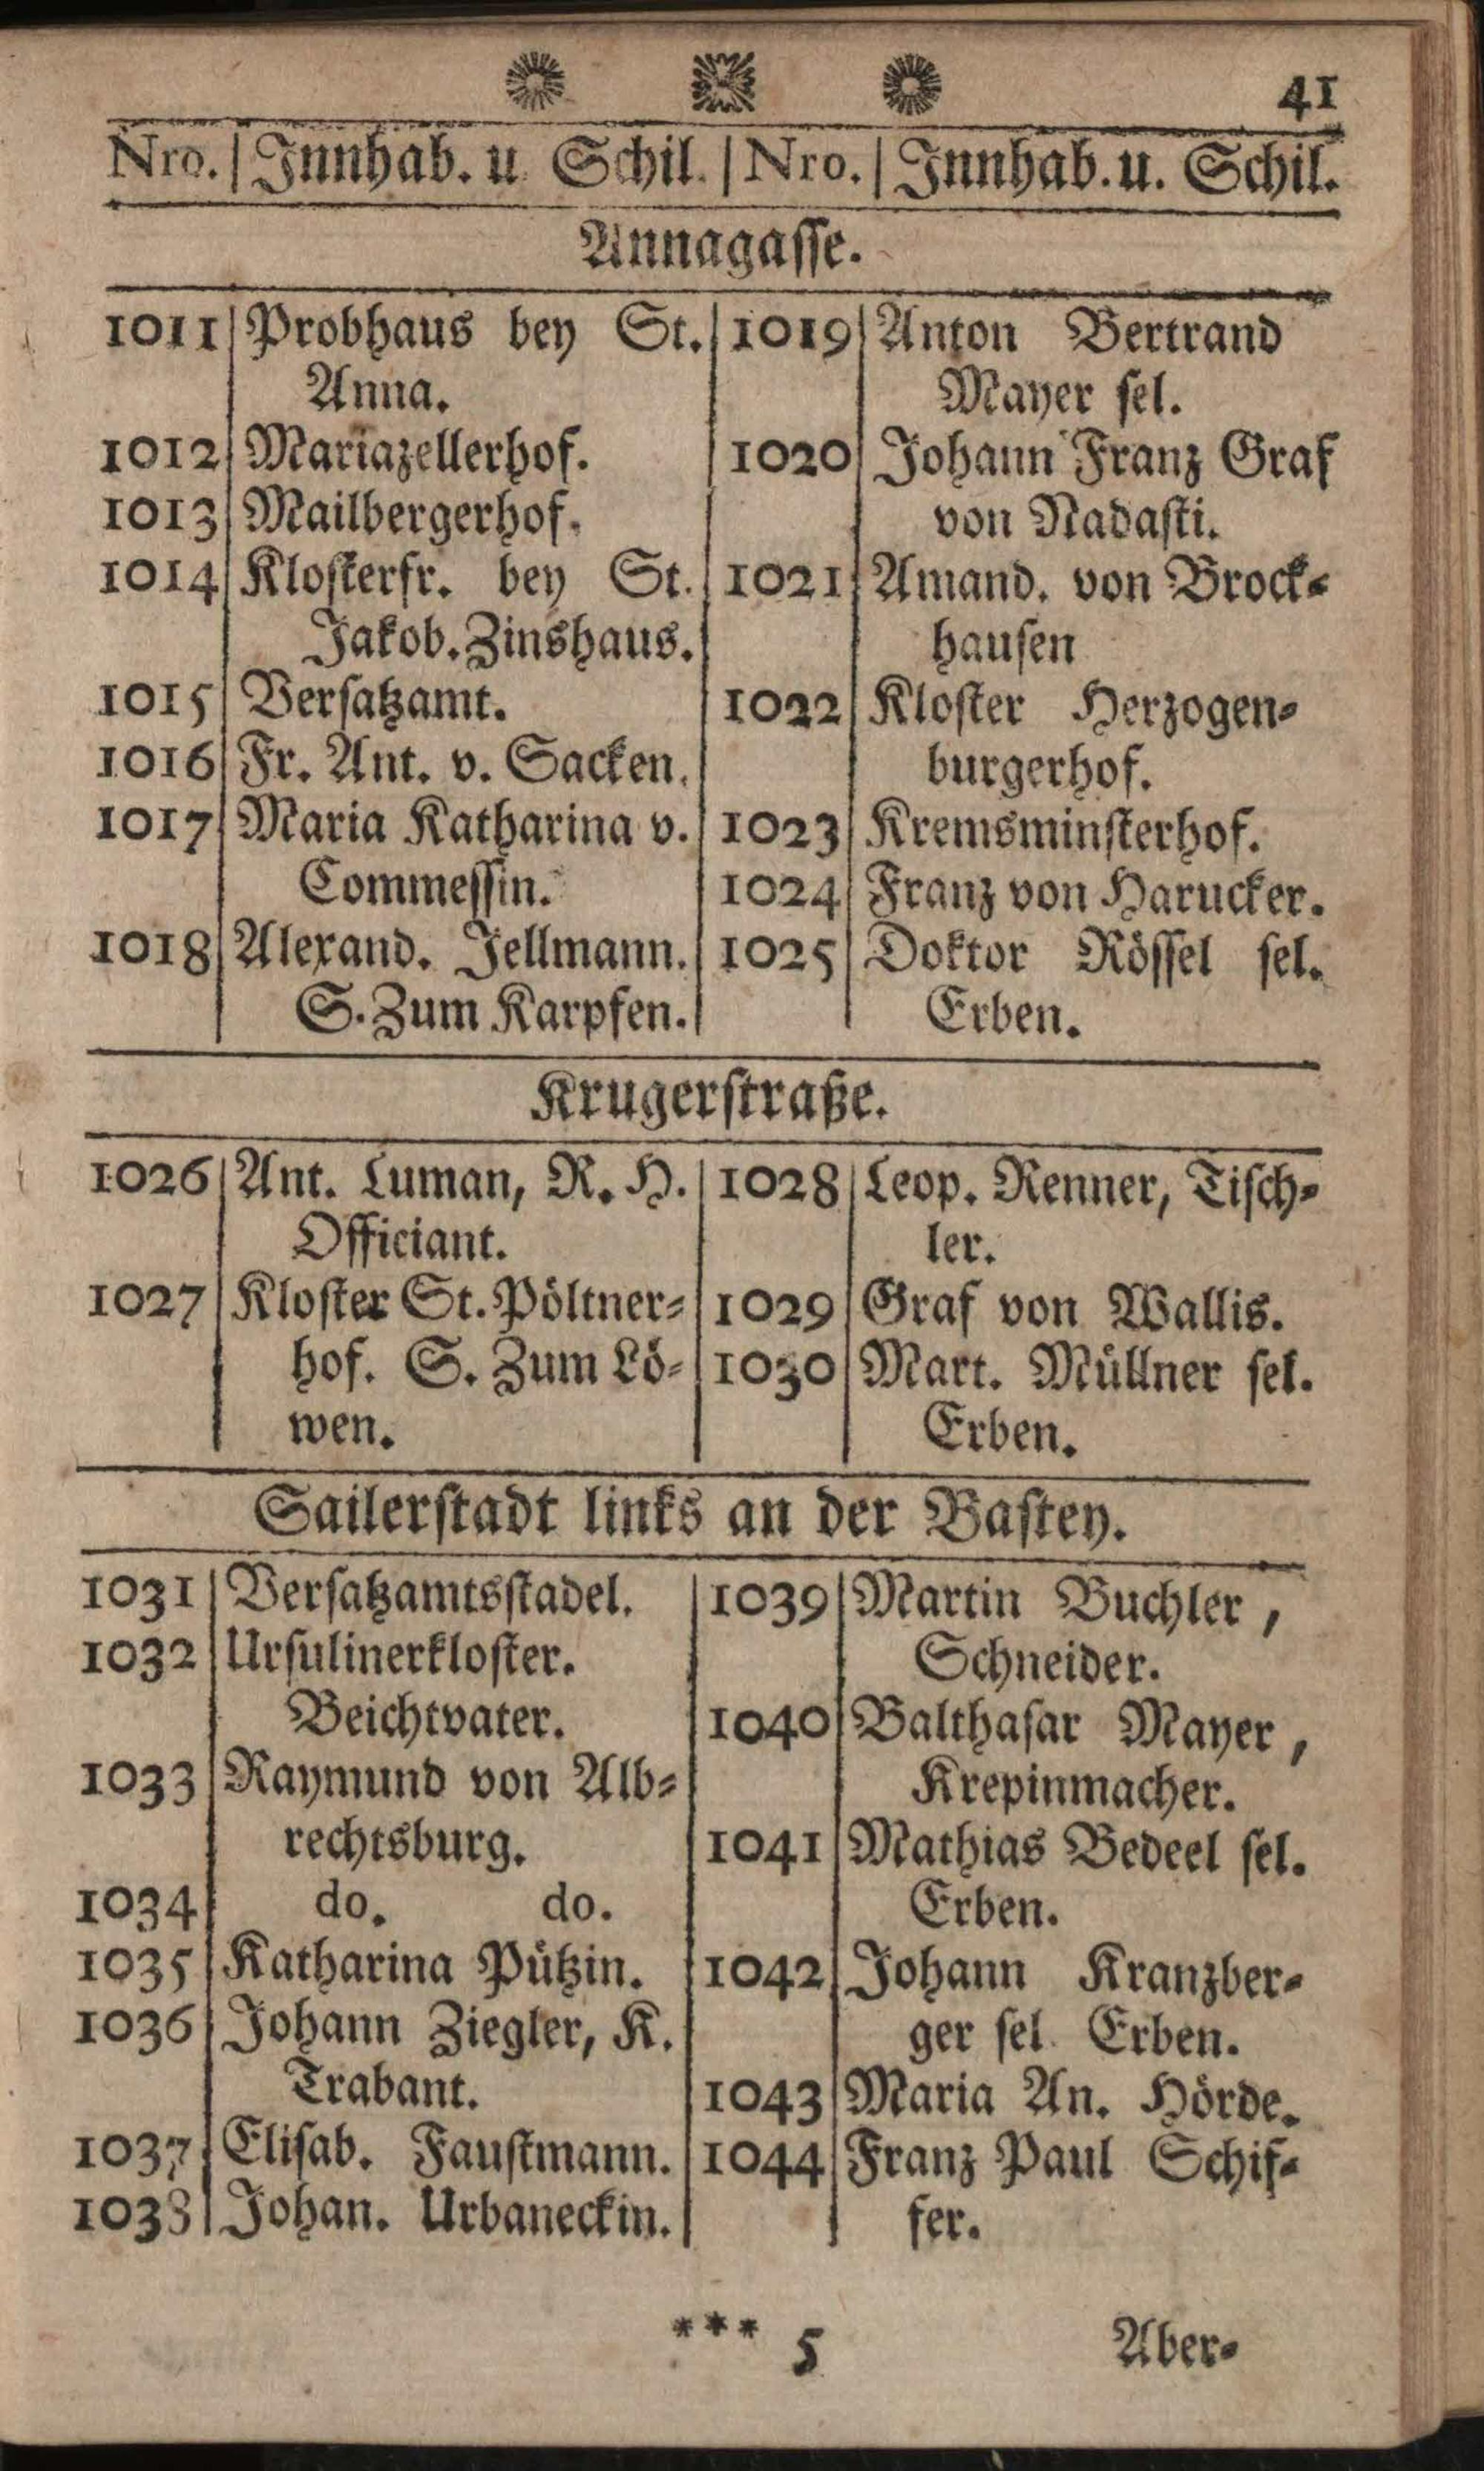 41
Nro. | Innhab. u. Schil. | Nro. | Innhab. u. Schil.
Annagasse.
1011 Probhaus bey St.
Anna.
1012 Mariazellerhof.
1013 Mailbergerhof.
1014 Klosterfr. bey St.
Jakob. Zinshaus.
1015 Versatzamt.
1016 Fr. Ant. v. Sacken.
1017 Maria Katharina v.
Commessin.
1018 Alexand. Jellmann.
S. Zum Karpfen.
1019 Anton Bertrand
Mayer sel.
1020 Johann Franz Graf
von Nadasti.
1021 Amand. von Brock-
hausen
1022 Kloster Herzogen-
burgerhof.
1023 Kremsminsterhof.
1024 Franz von Harucker.
1025 Doktor Rössel sel.
Erben.
Krugerstraße.
1026 Ant. Luman, R. H.
Officiant.
1027 Kloster St. Pöltner-
hof. S. Zum Lö-
wen.
1028 Leop. Renner, Tisch-
ler.
1029 Graf von Wallis.
1030 Mart. Müllner sel.
Erben.
Sailerstadt links an der Bastey.
1031 Versatzamtsstadel.
1032 Ursulinerkloster.
Beichtvater.
1033 Raymund von Alb-
rechtsburg.
1034 do. do.
1035 Katharina Pützin.
1036 Johann Ziegler, K.
Trabant.
1037 Elisab. Faustmann.
1038 Johan. Urbaneckin.
1039 Martin Buchler,
Schneider.
1040 Balthasar Mayer,
Krepinmacher.
1041 Mathias Bedeel sel.
Erben.
1042 Johann Kranzber-
ger sel. Erben.
1043 Maria An. Hörde.
1044 Franz Paul Schif-
fer.
*** 5 Aber-